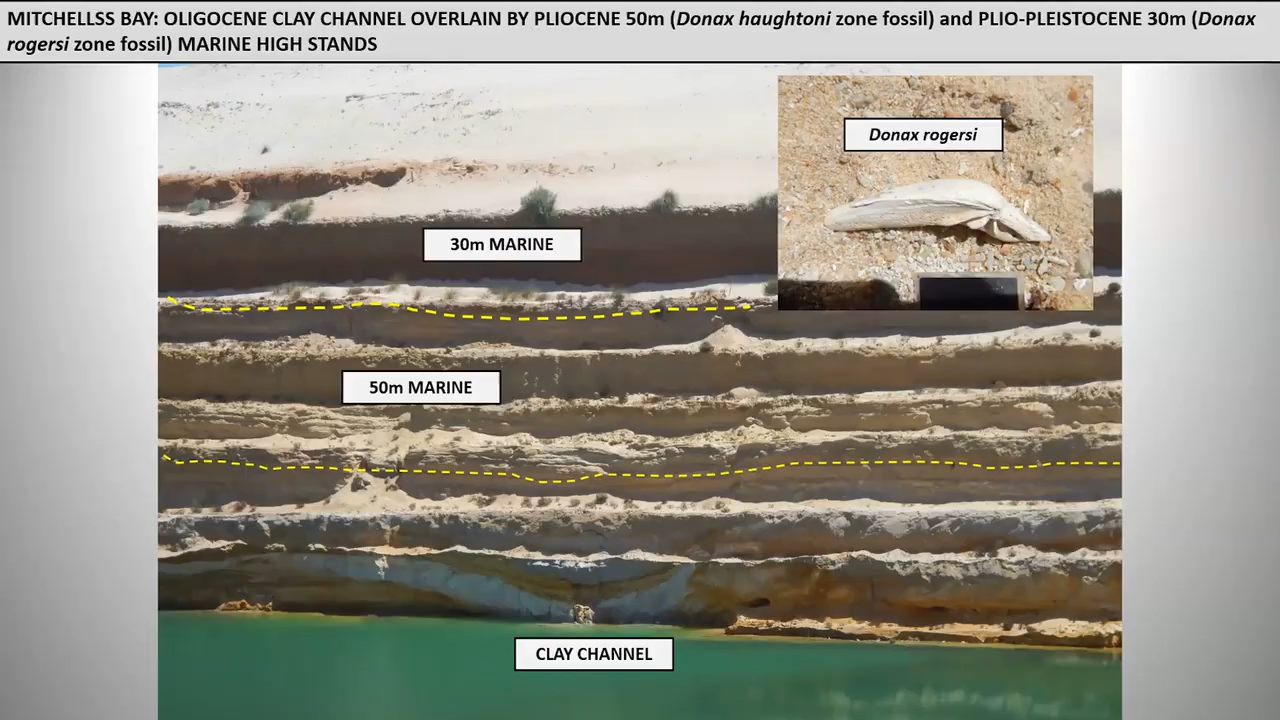 MITCHELLSS BAY: OLIGOCENE CLAY CHANNEL OVERLAIN BY PLIOCENE 50m (Donax haughtoni zone fossil) and PLIO-PLEISTOCENE 30m (Donax
rogersi zone fossil) MARINE HIGH STANDS
Donax rogersi
30m MARINE
50m MARINE
CLAY CHANNEL